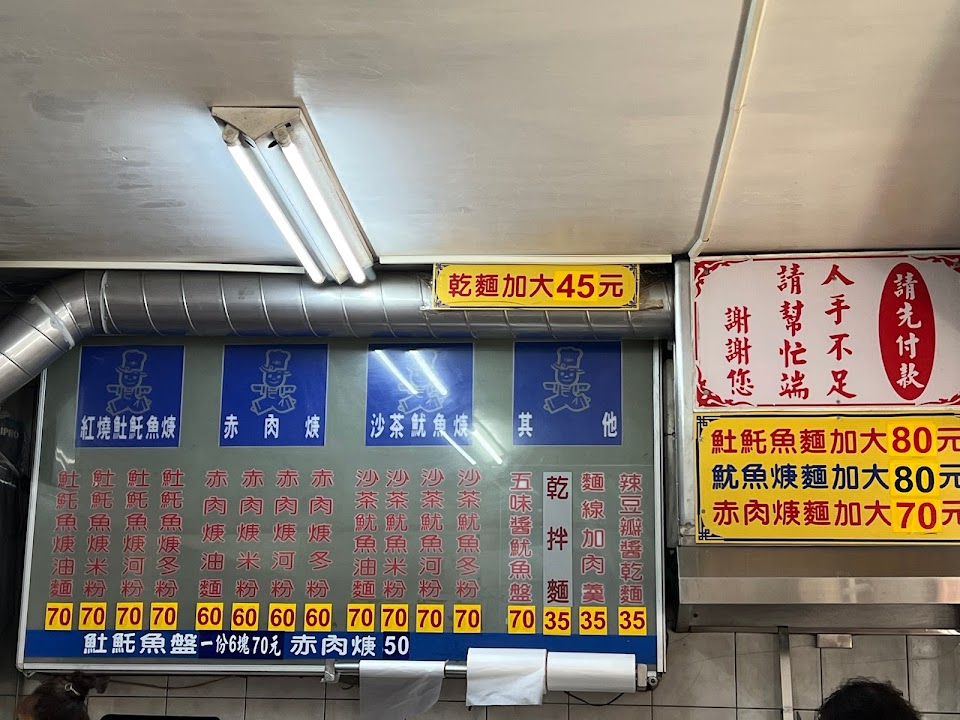 乾麵加大45元
請先付款
人手不足
請幫忙端
謝謝您
魠魠魚麵加大80元
魷魚焿麵加大80元
赤肉焿麵加大70元
紅燒魠魠魚焿
赤肉焿
沙茶魷魚焿
其他
魠魠魚焿油麵 70
魠魠魚焿米粉 70
魠魠魚焿河粉 70
魠魠魚焿冬粉 70
赤肉焿油麵 60
赤肉焿米粉 60
赤肉焿河粉 60
赤肉焿冬粉 60
沙茶魷魚油麵 70
沙茶魷魚米粉 70
沙茶魷魚河粉 70
沙茶魷魚冬粉 70
五味醬魷魚盤 70
乾拌麵 35
麵線加肉羹 35
辣豆瓣醬乾麵 35
魠魠魚盤一份6塊70元 赤肉焿 50